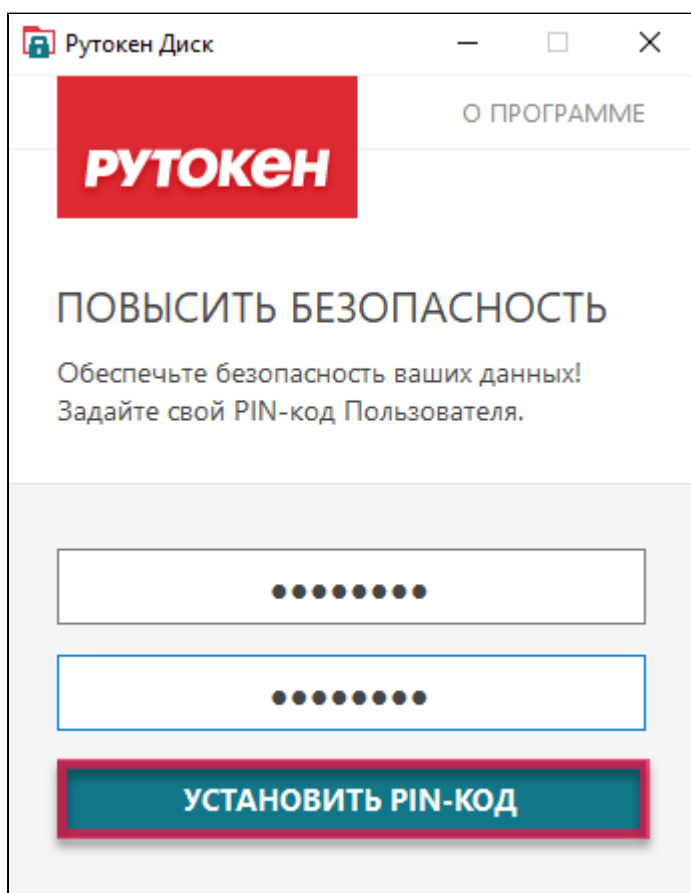 Рутокен Диск
О ПРОГРАММЕ
РУТОКЕН
ПОВЫСИТЬ БЕЗОПАСНОСТЬ
Обеспечьте безопасность ваших данных!
Задайте свой PIN-код Пользователя.
●●●●●●●●
●●●●●●●●
УСТАНОВИТЬ PIN-КОД